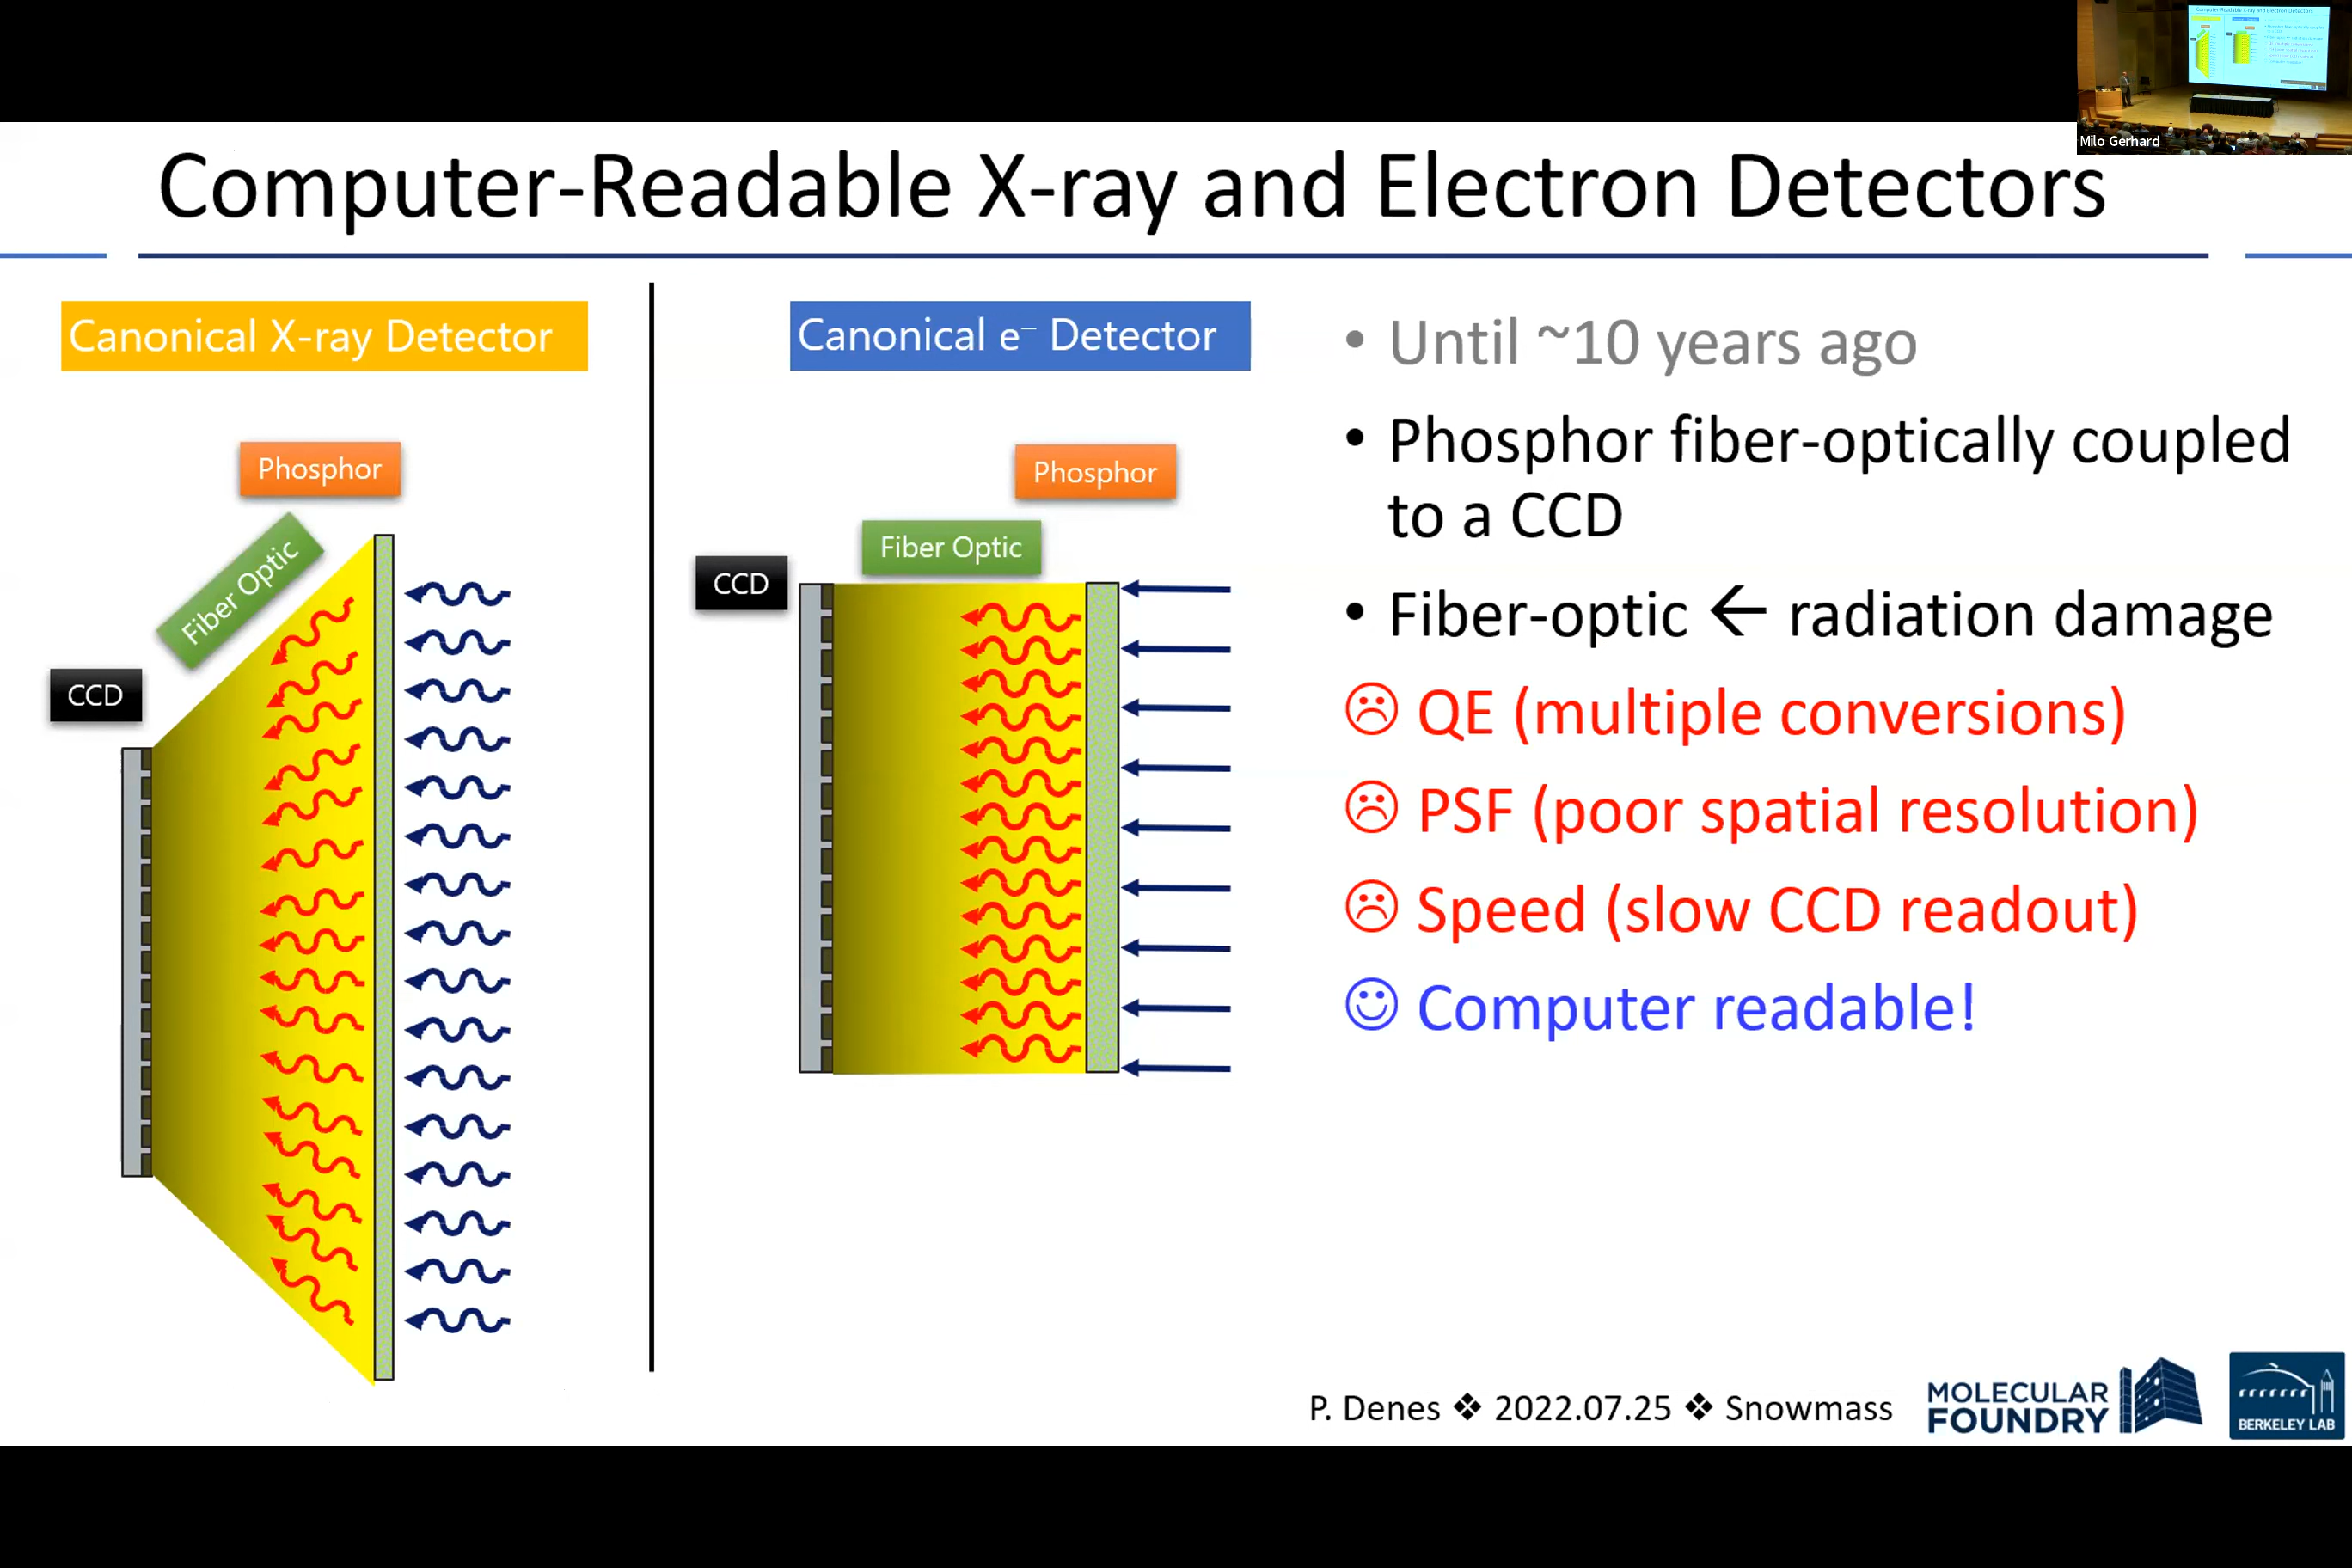 Milo Gerhard
Computer-Readable X-ray and Electron Detectors
Canonical X-ray Detector
Phosphor
Fiber Optic
CCD
Canonical e⁻ Detector
Phosphor
Fiber Optic
CCD
• Until ~10 years ago
• Phosphor fiber-optically coupled
to a CCD
• Fiber-optic ← radiation damage
☹ QE (multiple conversions)
☹ PSF (poor spatial resolution)
☹ Speed (slow CCD readout)
☺ Computer readable!
P. Denes ❖ 2022.07.25 ❖ Snowmass
MOLECULAR
FOUNDRY
BERKELEY LAB